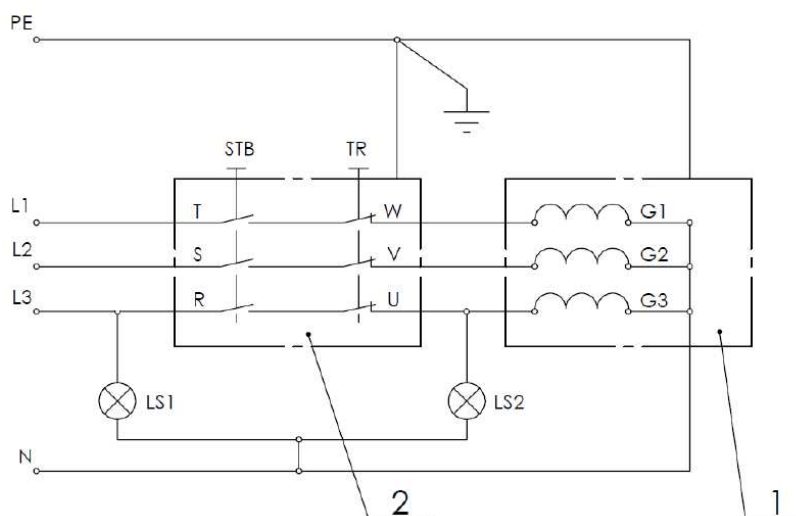 PE
STB TR
L1 T W G1
L2 S V G2
L3 R U G3
LS1 LS2
N
2 1